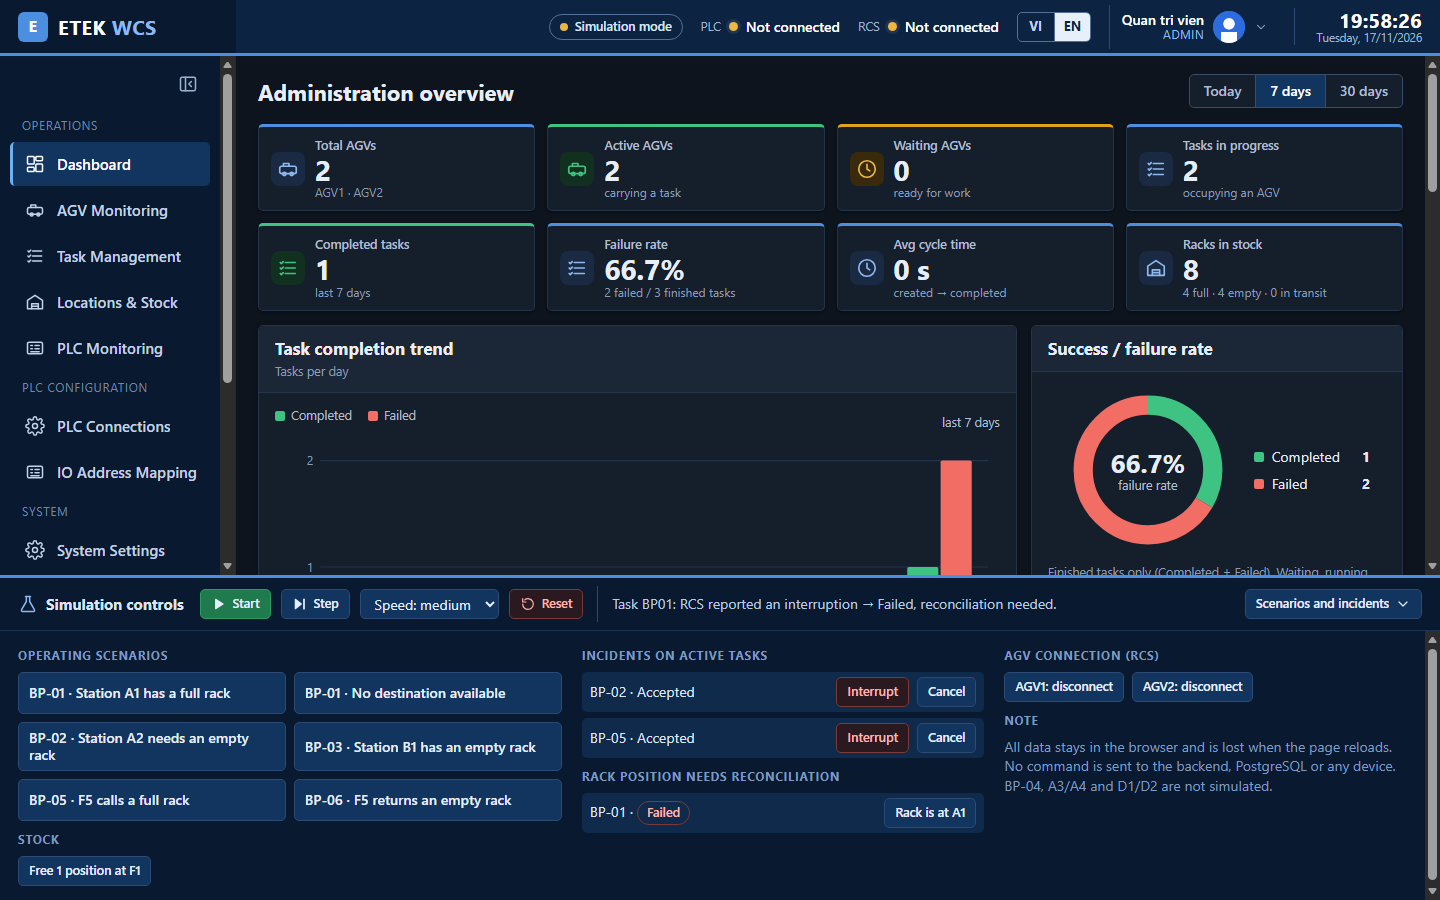 E ETEK WCS
Simulation mode
PLC Not connected
RCS Not connected
VI EN
Quan tri vien
ADMIN
19:58:26
Tuesday, 17/11/2026
OPERATIONS
Dashboard
AGV Monitoring
Task Management
Locations & Stock
PLC Monitoring
PLC CONFIGURATION
PLC Connections
IO Address Mapping
SYSTEM
System Settings
Administration overview
Today 7 days 30 days
Total AGVs
2
AGV1 · AGV2
Active AGVs
2
carrying a task
Waiting AGVs
0
ready for work
Tasks in progress
2
occupying an AGV
Completed tasks
1
last 7 days
Failure rate
66.7%
2 failed / 3 finished tasks
Avg cycle time
0 s
created → completed
Racks in stock
8
4 full · 4 empty · 0 in transit
Task completion trend
Tasks per day
Completed Failed
last 7 days
2
1
Success / failure rate
66.7%
failure rate
Completed 1
Failed 2
Finished tasks only (Completed + Failed). Waiting, running
Simulation controls
Start
Step
Speed: medium
Reset
Task BP01: RCS reported an interruption → Failed, reconciliation needed.
Scenarios and incidents
OPERATING SCENARIOS
BP-01 · Station A1 has a full rack
BP-01 · No destination available
BP-02 · Station A2 needs an empty
rack
BP-03 · Station B1 has an empty rack
BP-05 · F5 calls a full rack
BP-06 · F5 returns an empty rack
STOCK
Free 1 position at F1
INCIDENTS ON ACTIVE TASKS
BP-02 · Accepted Interrupt Cancel
BP-05 · Accepted Interrupt Cancel
RACK POSITION NEEDS RECONCILIATION
BP-01 · Failed Rack is at A1
AGV CONNECTION (RCS)
AGV1: disconnect AGV2: disconnect
NOTE
All data stays in the browser and is lost when the page reloads.
No command is sent to the backend, PostgreSQL or any device.
BP-04, A3/A4 and D1/D2 are not simulated.